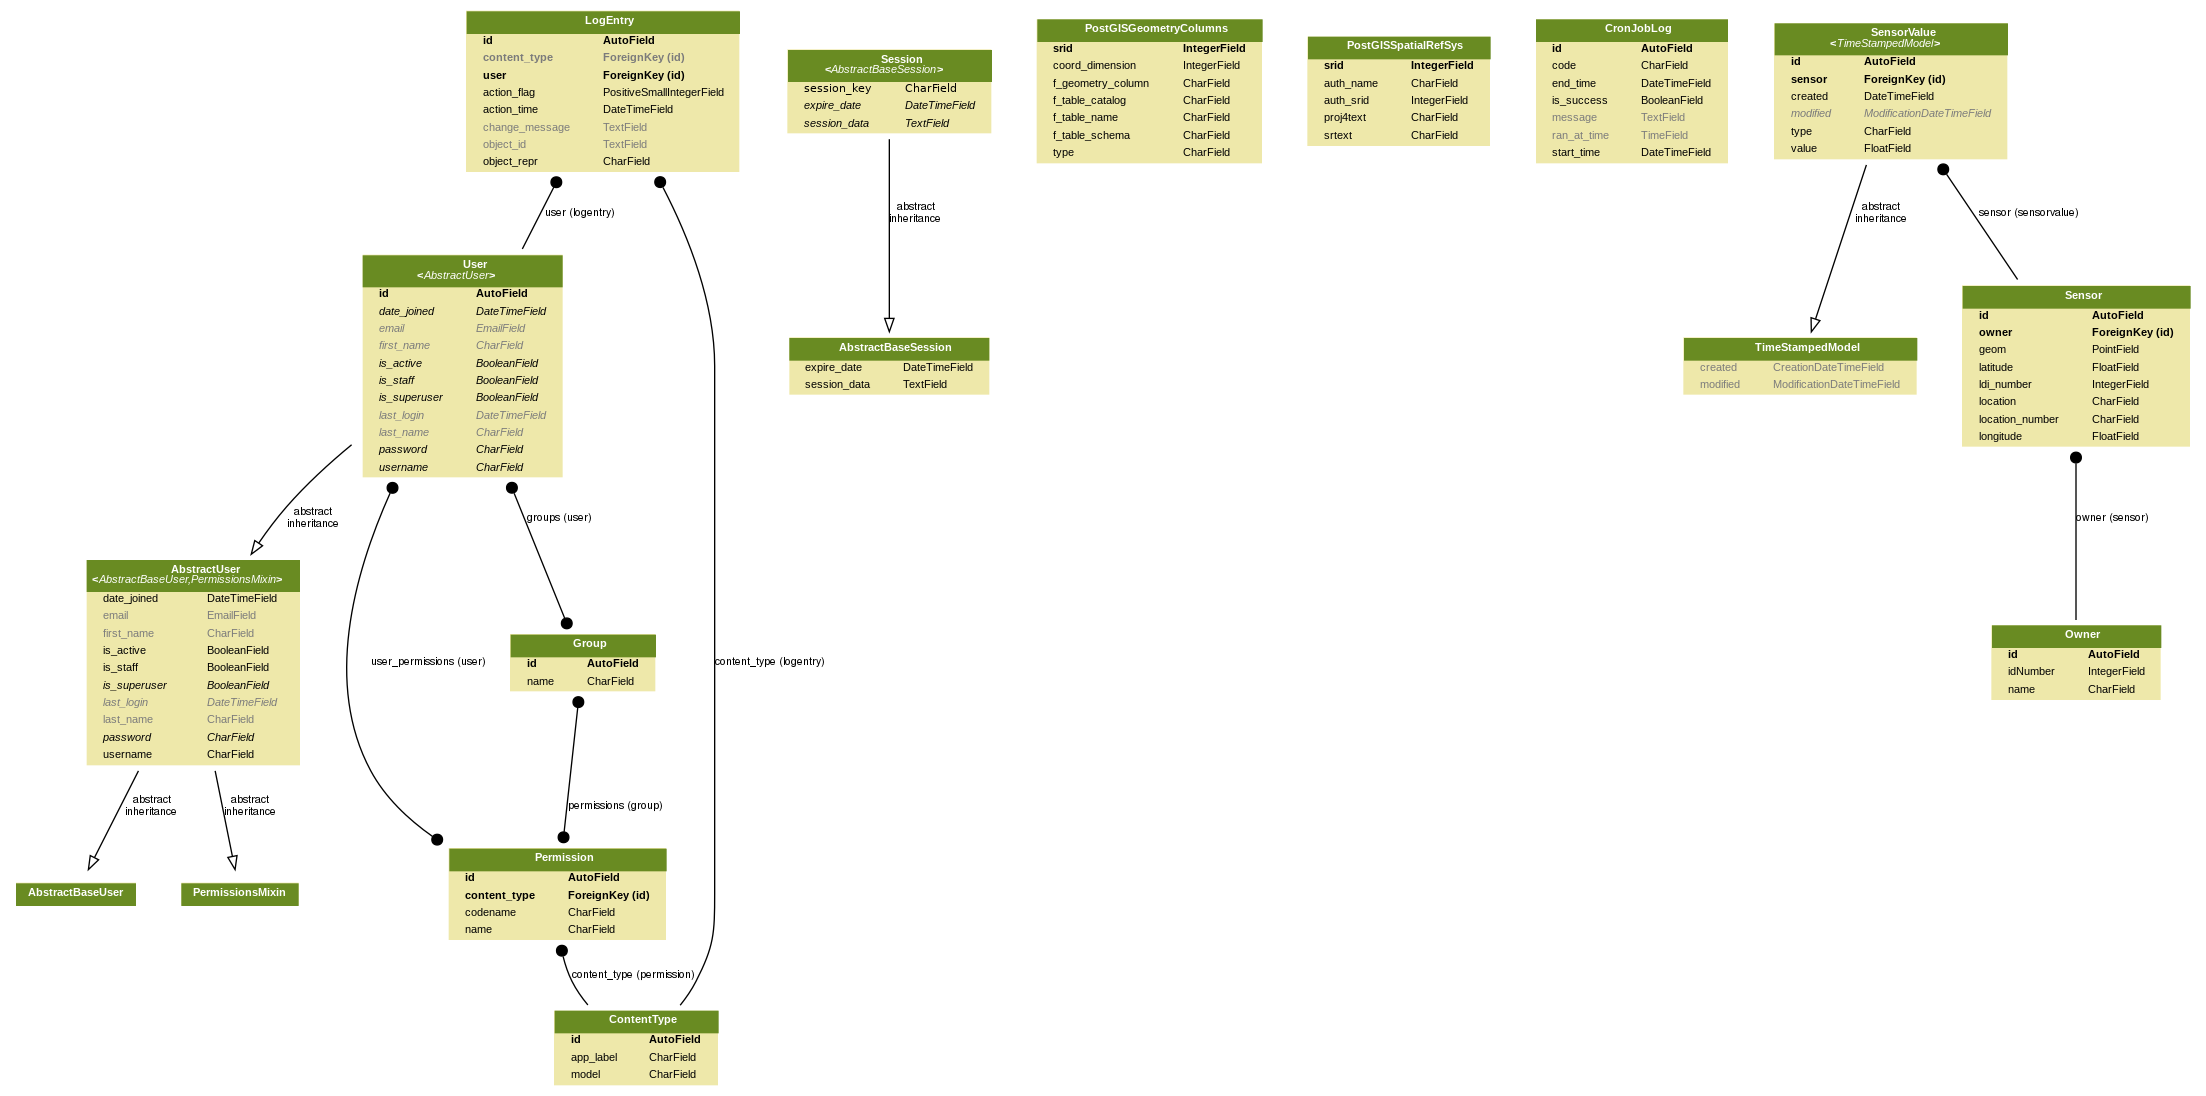 LogEntry
id AutoField
content_type ForeignKey (id)
user ForeignKey (id)
action_flag PositiveSmallIntegerField
action_time DateTimeField
change_message TextField
object_id TextField
object_repr CharField
Session
<AbstractBaseSession>
session_key CharField
expire_date DateTimeField
session_data TextField
PostGISGeometryColumns
srid IntegerField
coord_dimension IntegerField
f_geometry_column CharField
f_table_catalog CharField
f_table_name CharField
f_table_schema CharField
type CharField
PostGISSpatialRefSys
srid IntegerField
auth_name CharField
auth_srid IntegerField
proj4text CharField
srtext CharField
CronJobLog
id AutoField
code CharField
end_time DateTimeField
is_success BooleanField
message TextField
ran_at_time TimeField
start_time DateTimeField
SensorValue
<TimeStampedModel>
id AutoField
sensor ForeignKey (id)
created DateTimeField
modified ModificationDateTimeField
type CharField
value FloatField
user (logentry)
abstract
inheritance
abstract
inheritance
sensor (sensorvalue)
User
<AbstractUser>
id AutoField
date_joined DateTimeField
email EmailField
first_name CharField
is_active BooleanField
is_staff BooleanField
is_superuser BooleanField
last_login DateTimeField
last_name CharField
password CharField
username CharField
AbstractBaseSession
expire_date DateTimeField
session_data TextField
TimeStampedModel
created CreationDateTimeField
modified ModificationDateTimeField
Sensor
id AutoField
owner ForeignKey (id)
geom PointField
latitude FloatField
ldi_number IntegerField
location CharField
location_number CharField
longitude FloatField
abstract
inheritance
groups (user)
owner (sensor)
AbstractUser
<AbstractBaseUser,PermissionsMixin>
date_joined DateTimeField
email EmailField
first_name CharField
is_active BooleanField
is_staff BooleanField
is_superuser BooleanField
last_login DateTimeField
last_name CharField
password CharField
username CharField
user_permissions (user)
Group
id AutoField
name CharField
content_type (logentry)
Owner
id AutoField
idNumber IntegerField
name CharField
abstract
inheritance
abstract
inheritance
permissions (group)
AbstractBaseUser
PermissionsMixin
Permission
id AutoField
content_type ForeignKey (id)
codename CharField
name CharField
content_type (permission)
ContentType
id AutoField
app_label CharField
model CharField